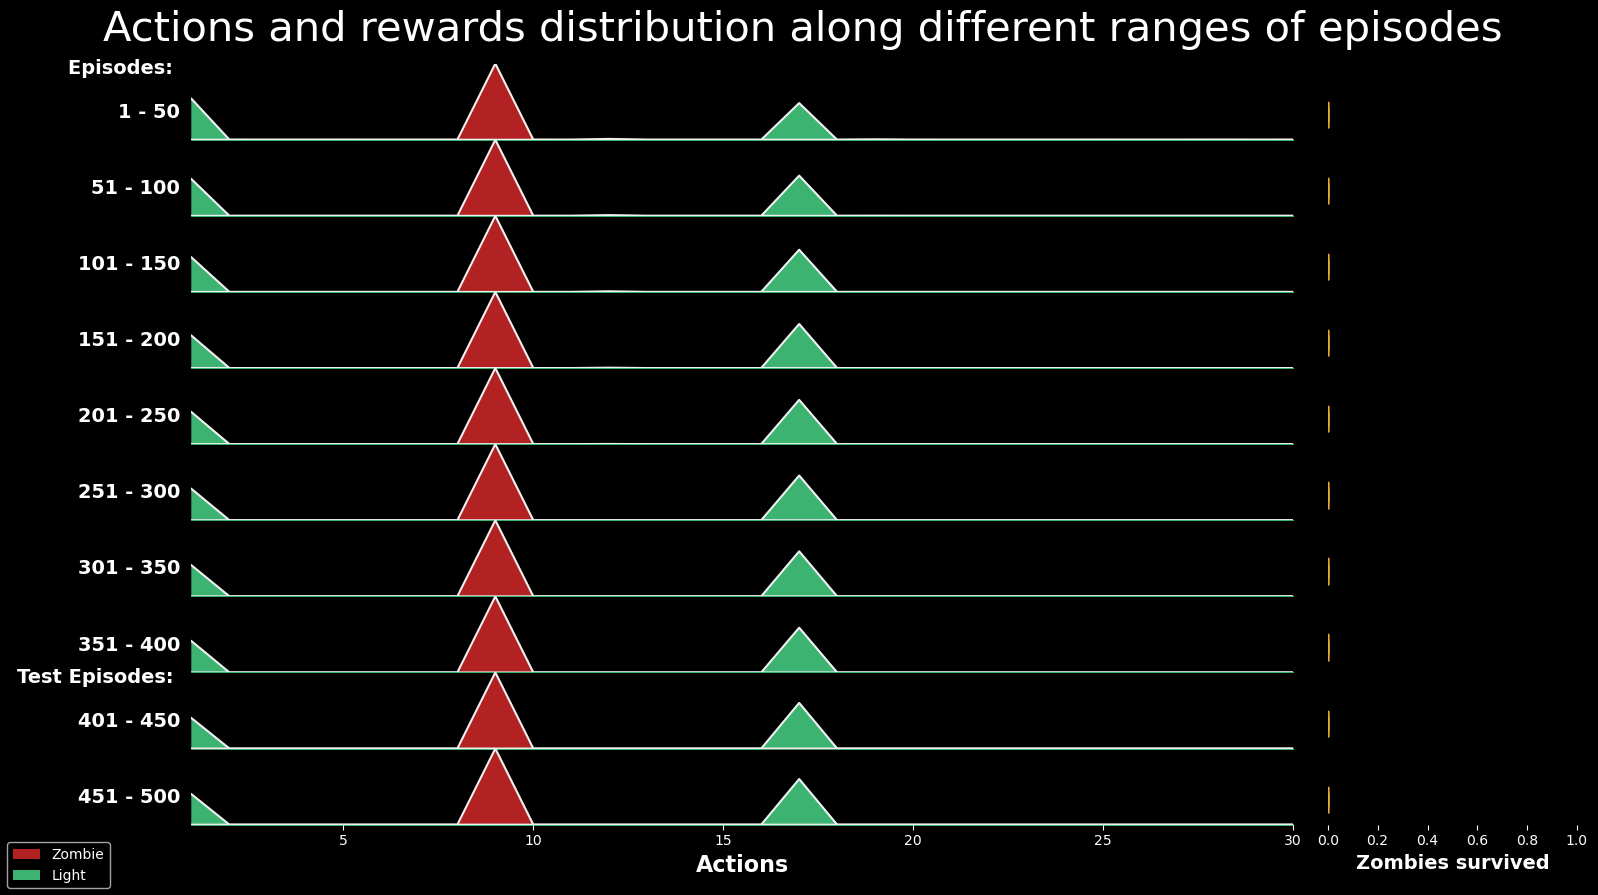 Actions and rewards distribution along different ranges of episodes
Episodes:
1 - 50
51 - 100
101 - 150
151 - 200
201 - 250
251 - 300
301 - 350
351 - 400
Test Episodes:
401 - 450
451 - 500
5 10 15 20 25 30 0.0 0.2 0.4 0.6 0.8 1.0
Actions
Zombies survived
Zombie
Light